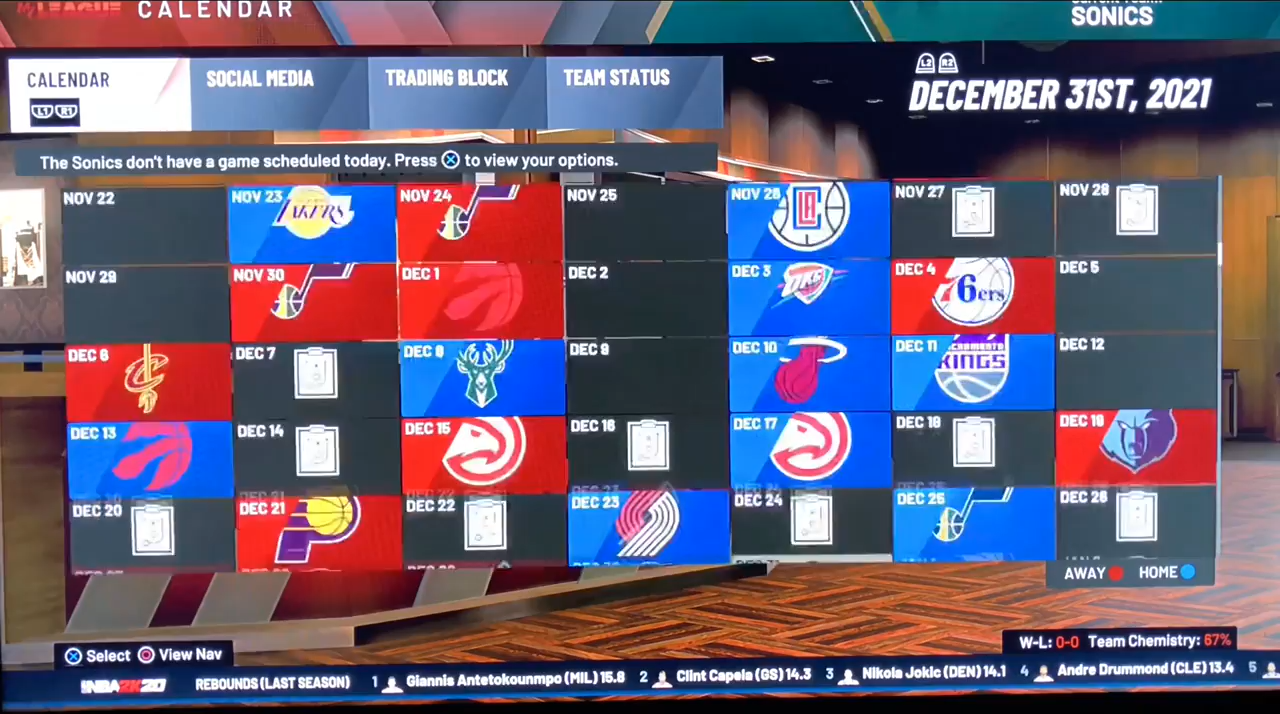 MyLEAGUE CALENDAR
SONICS
CALENDAR
L1 R1
SOCIAL MEDIA
TRADING BLOCK
TEAM STATUS
L2 R2
DECEMBER 31ST, 2021
The Sonics don't have a game scheduled today. Press to view your options.
NOV 22
NOV 23
LAKERS
NOV 24
NOV 25
NOV 26
LA
NOV 27
NOV 28
NOV 29
NOV 30
DEC 1
DEC 2
DEC 3
OKC
DEC 4
76ers
DEC 5
DEC 6
C
DEC 7
DEC 8
DEC 9
DEC 10
DEC 11
SACRAMENTO
KINGS
DEC 12
DEC 13
DEC 14
DEC 15
DEC 16
DEC 17
DEC 18
DEC 19
DEC 20
DEC 21
DEC 22
DEC 23
DEC 24
DEC 25
DEC 26
AWAY HOME
W-L: 0-0 Team Chemistry: 67%
Select View Nav
NBA2K20 REBOUNDS (LAST SEASON) 1 Giannis Antetokounmpo (MIL) 15.6 2 Clint Capela (GS) 14.3 3 Nikola Jokic (DEN) 14.1 4 Andre Drummond (CLE) 13.4 5